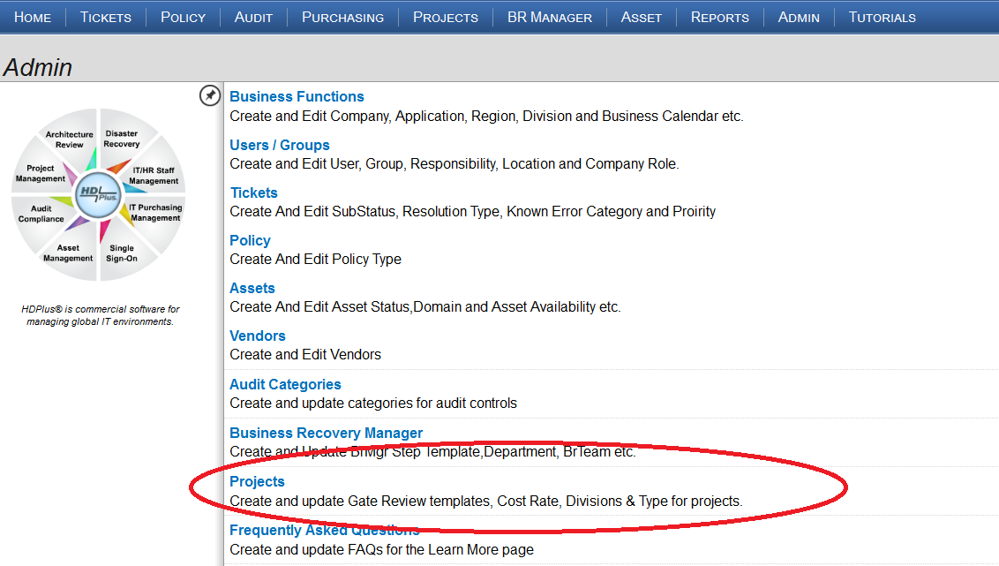 HOME TICKETS POLICY AUDIT PURCHASING PROJECTS BR MANAGER ASSET REPORTS ADMIN TUTORIALS
Admin
Architecture
Review
Disaster
Recovery
IT/HR Staff
Management
IT Purchasing
Management
Single
Sign-On
Asset
Management
Audit
Compliance
Project
Management
HDPlus
HDPlus® is commercial software for
managing global IT environments.
Business Functions
Create and Edit Company, Application, Region, Division and Business Calendar etc.
Users / Groups
Create and Edit User, Group, Responsibility, Location and Company Role.
Tickets
Create And Edit SubStatus, Resolution Type, Known Error Category and Proirity
Policy
Create And Edit Policy Type
Assets
Create And Edit Asset Status,Domain and Asset Availability etc.
Vendors
Create and Edit Vendors
Audit Categories
Create and update categories for audit controls
Business Recovery Manager
Create and Update BrMgr Step Template,Department, BrTeam etc.
Projects
Create and update Gate Review templates, Cost Rate, Divisions & Type for projects.
Frequently Asked Questions
Create and update FAQs for the Learn More page